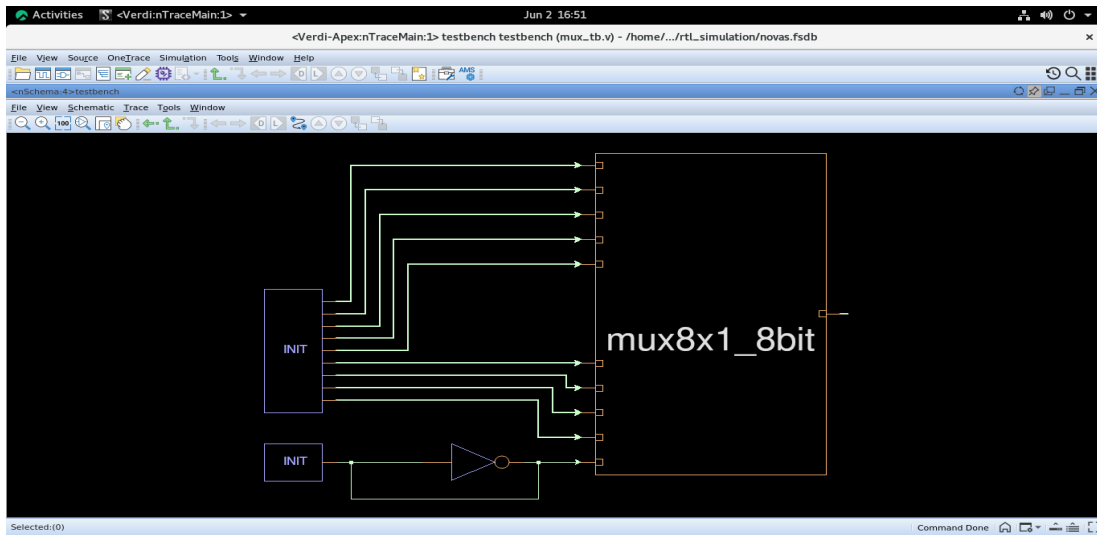 Activities <Verdi:nTraceMain:1> Jun 2 16:51
<Verdi-Apex:nTraceMain:1> testbench testbench (mux_tb.v) - /home/.../rtl_simulation/novas.fsdb
File View Source OneTrace Simulation Tools Window Help
AMS
<nSchema:4>testbench
File View Schematic Trace Tools Window
100 D L
INIT
mux8x1_8bit
INIT
Selected:(0) Command Done